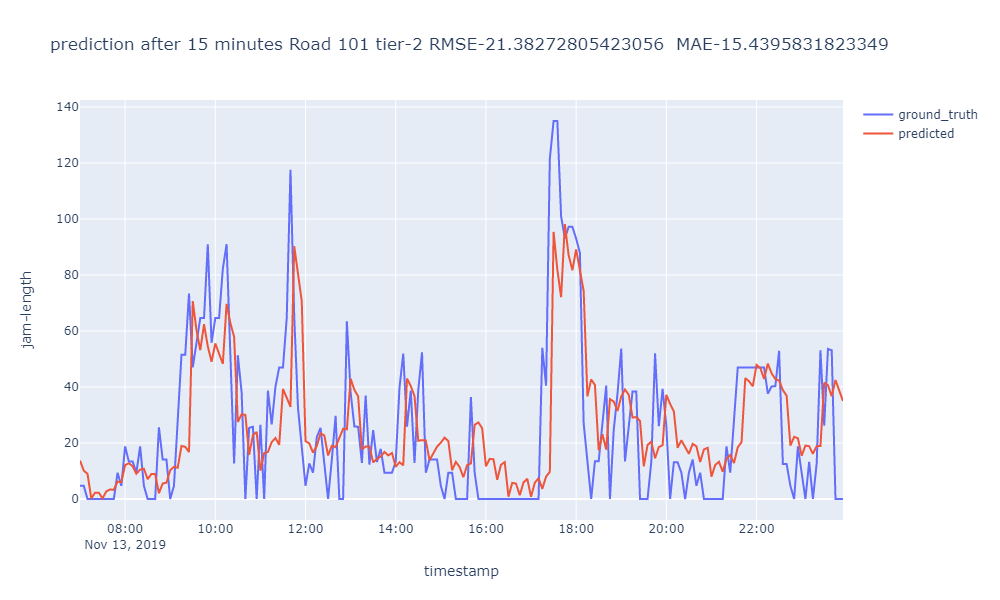 prediction after 15 minutes Road 101 tier-2 RMSE-21.38272805423056  MAE-15.4395831823349
ground_truth
predicted
140
120
100
80
60
40
20
0
jam-length
08:00 10:00 12:00 14:00 16:00 18:00 20:00 22:00
Nov 13, 2019
timestamp